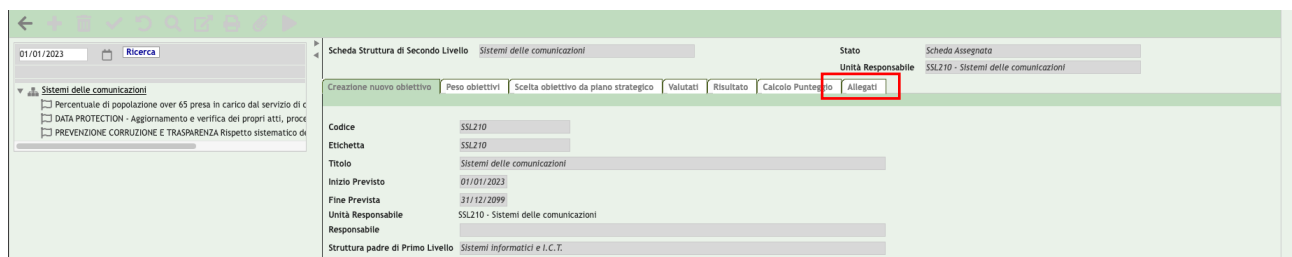 01/01/2023 Ricerca
Sistemi delle comunicazioni
Percentuale di popolazione over 65 presa in carico dal servizio di c
DATA PROTECTION - Aggiornamento e verifica dei propri atti, proce
PREVENZIONE CORRUZIONE E TRASPARENZA Rispetto sistematico de
Scheda Struttura di Secondo Livello Sistemi delle comunicazioni Stato Scheda Assegnata
Unità Responsabile SSL210 - Sistemi delle comunicazioni
Creazione nuovo obiettivo Peso obiettivi Scelta obiettivo da piano strategico Valutati Risultato Calcolo Punteggio Allegati
Codice SSL210
Etichetta SSL210
Titolo Sistemi delle comunicazioni
Inizio Previsto 01/01/2023
Fine Prevista 31/12/2099
Unità Responsabile SSL210 - Sistemi delle comunicazioni
Responsabile
Struttura padre di Primo Livello Sistemi informatici e I.C.T.